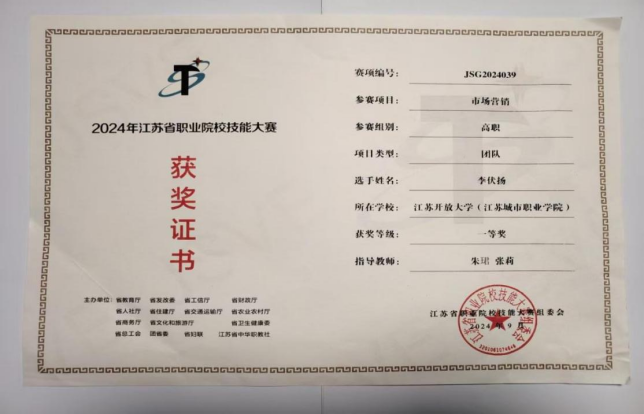 2024年江苏省职业院校技能大赛
获奖证书
主办单位：省教育厅 省发改委 省工信厅 省财政厅
省人社厅 省住建厅 省交通运输厅 省农业农村厅
省商务厅 省文化和旅游厅 省卫生健康委
省总工会 团省委 省妇联 江苏省中华职教社
赛项编号： JSG2024039
参赛项目： 市场营销
参赛组别： 高职
项目类型： 团队
选手姓名： 李伏扬
所在学校： 江苏开放大学（江苏城市职业学院）
获奖等级： 一等奖
指导教师： 朱珺 张莉
江苏省职业院校技能大赛组委会
2024年9月